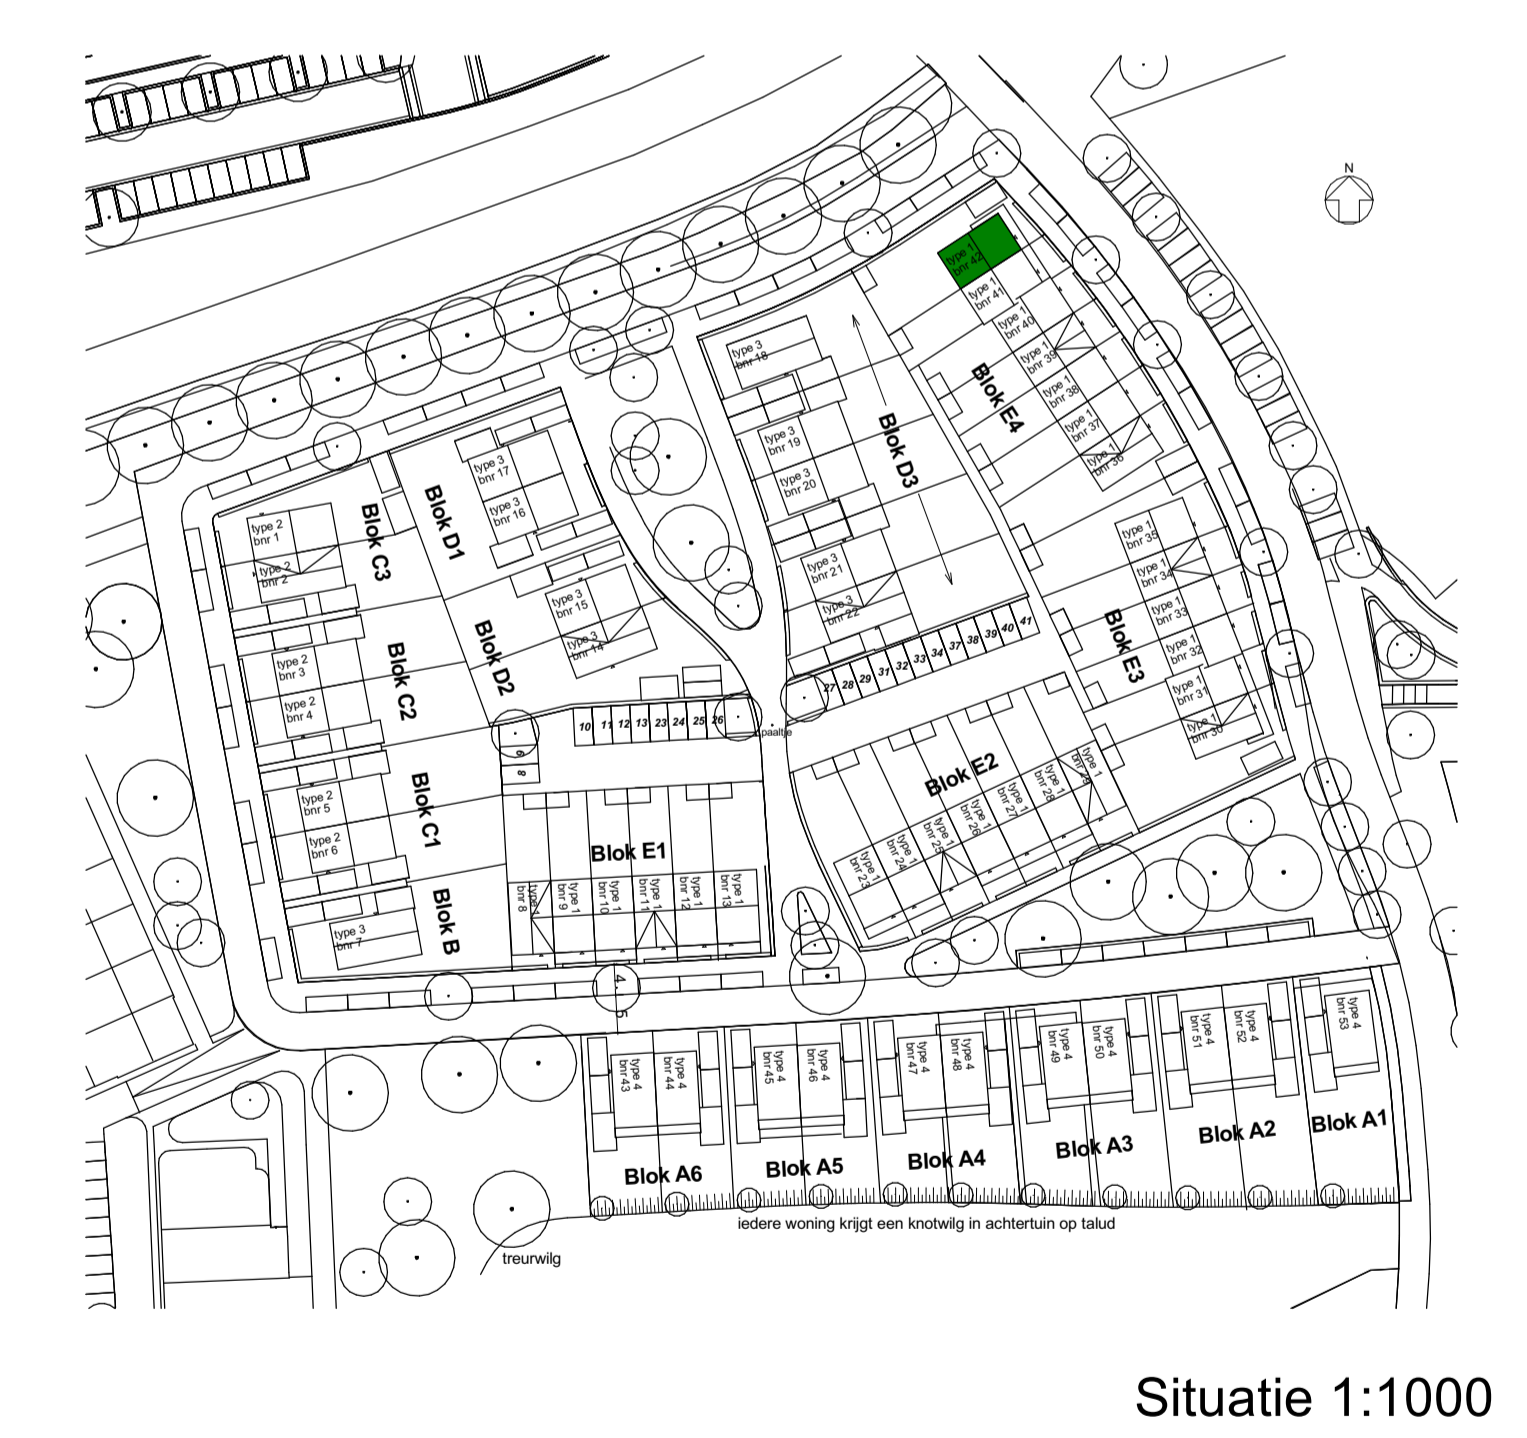 N
type 1
bnr 42
type 1
bnr 41
type 1
bnr 40
type 1
bnr 39
type 1
bnr 38
type 1
bnr 37
type 1
bnr 36
Blok E4
type 3
bnr 18
type 3
bnr 19
type 3
bnr 20
type 3
bnr 21
type 3
bnr 22
Blok D3
type 3
bnr 17
type 3
bnr 16
Blok D1
type 3
bnr 15
type 3
bnr 14
Blok D2
type 2
bnr 1
type 2
bnr 2
Blok C3
type 2
bnr 3
type 2
bnr 4
Blok C2
type 2
bnr 5
type 2
bnr 6
Blok C1
type 3
bnr 7
Blok B
type 1
bnr 35
type 1
bnr 34
type 1
bnr 33
type 1
bnr 32
type 1
bnr 31
type 1
bnr 30
Blok E3
27 28 29 31 32 33 34 37 38 39 40 41
10 11 12 13 23 24 25 26
9
8
paaltje
Blok E2
type 1
bnr 23
type 1
bnr 24
type 1
bnr 25
type 1
bnr 26
type 1
bnr 27
type 1
bnr 28
type 1
bnr 29
Blok E1
type 1
bnr 8
type 1
bnr 9
type 1
bnr 10
type 1
bnr 11
type 1
bnr 12
type 1
bnr 13
type 4
bnr 43
type 4
bnr 44
Blok A6
type 4
bnr 45
type 4
bnr 46
Blok A5
type 4
bnr 47
type 4
bnr 48
Blok A4
type 4
bnr 49
type 4
bnr 50
Blok A3
type 4
bnr 51
type 4
bnr 52
Blok A2
type 4
bnr 53
Blok A1
iedere woning krijgt een knotwilg in achtertuin op talud
treurwilg
Situatie 1:1000